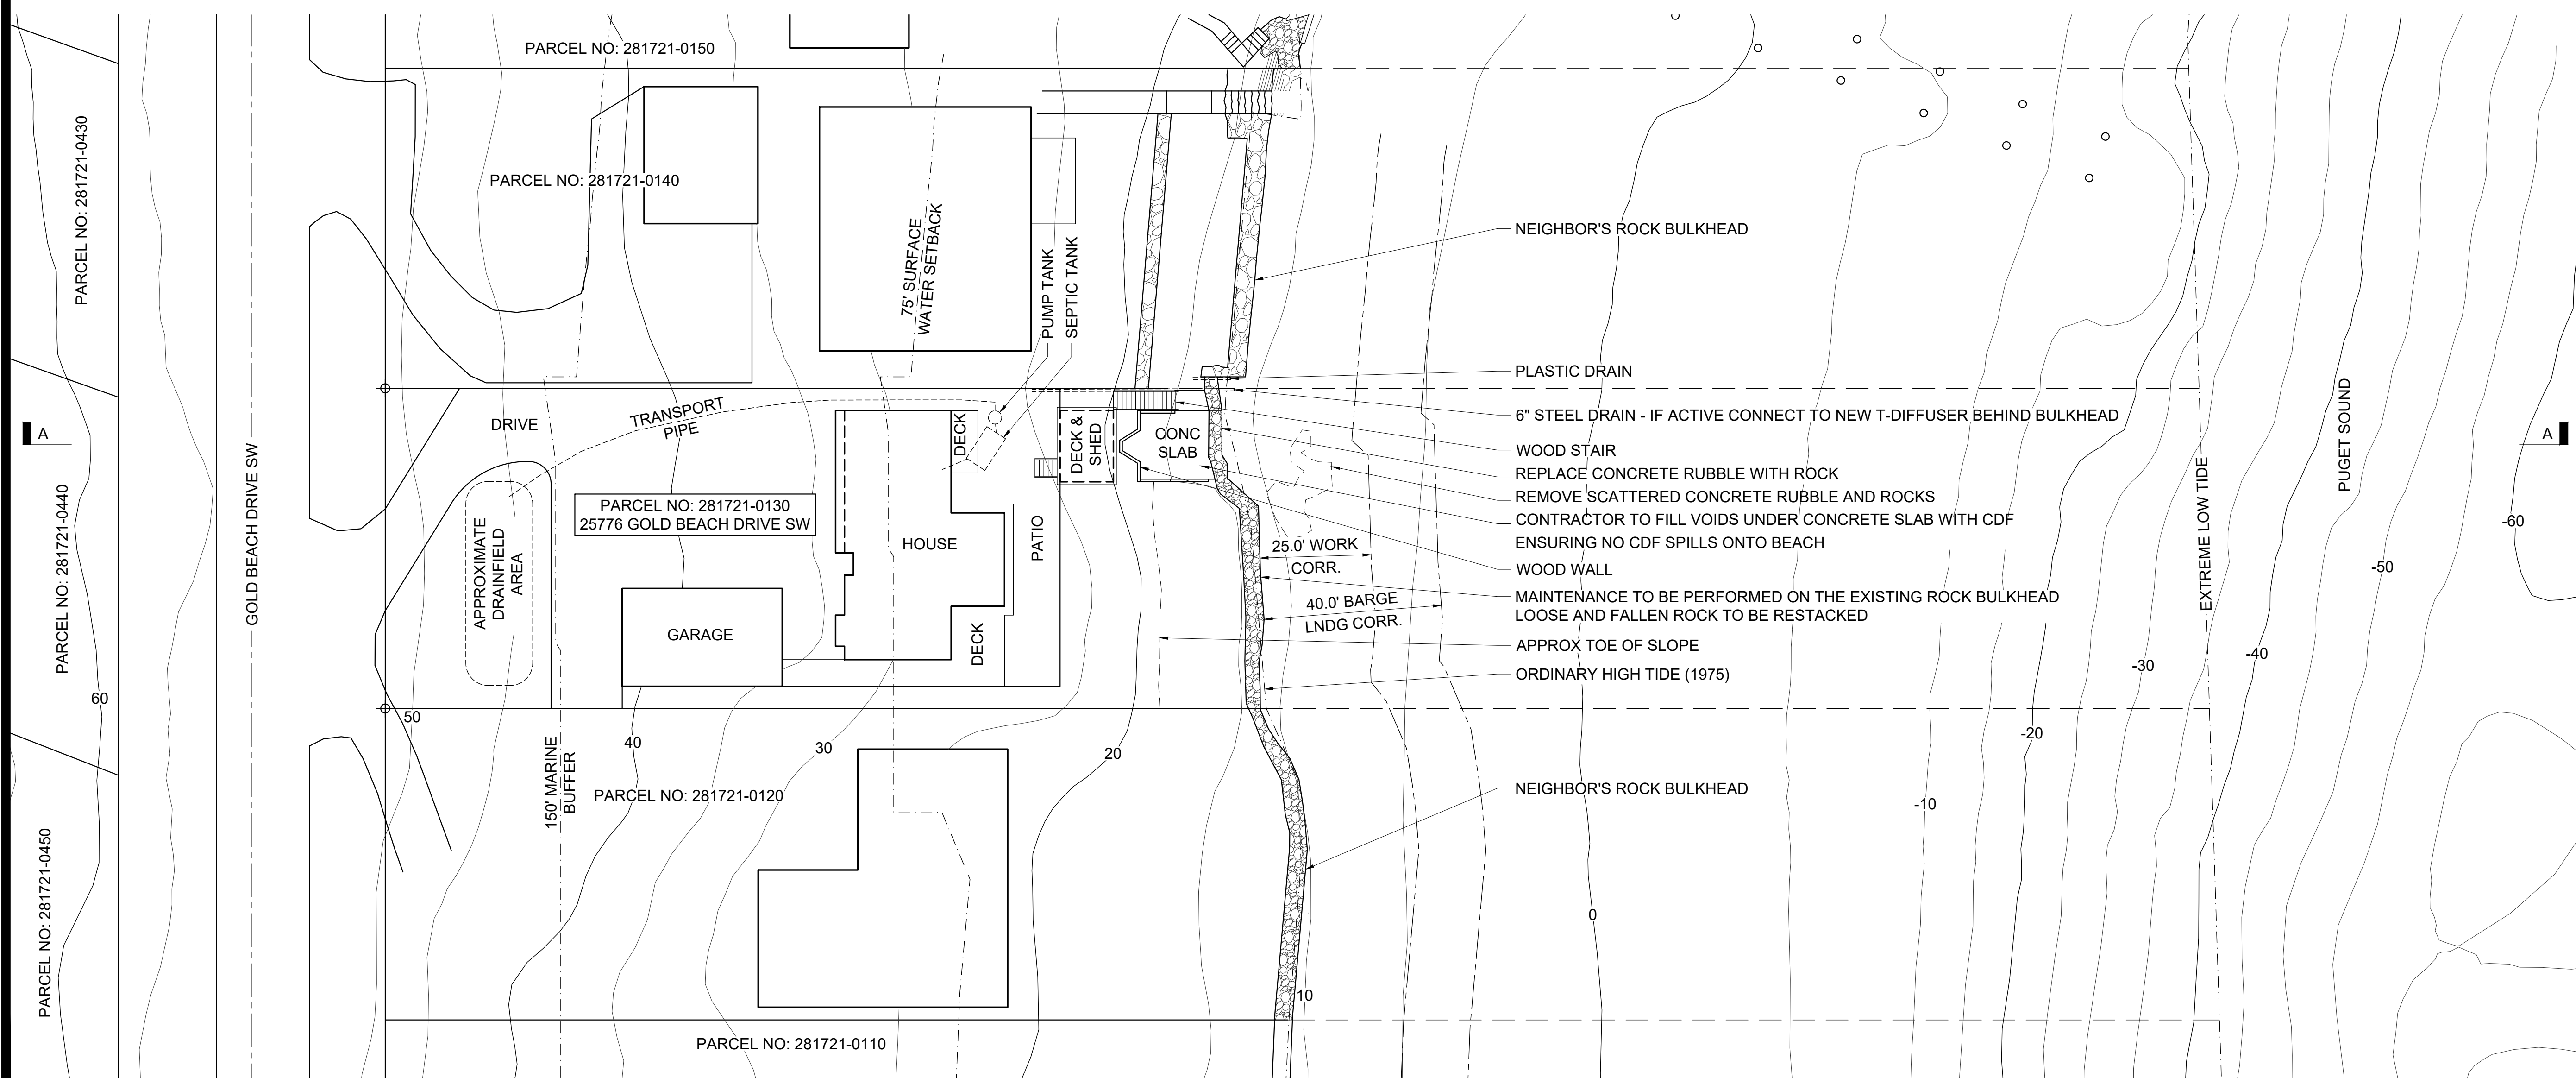 PARCEL NO: 281721-0150
PARCEL NO: 281721-0430
PARCEL NO: 281721-0140
75' SURFACE
WATER SETBACK
PUMP TANK
SEPTIC TANK
NEIGHBOR'S ROCK BULKHEAD
PLASTIC DRAIN
6" STEEL DRAIN - IF ACTIVE CONNECT TO NEW T-DIFFUSER BEHIND BULKHEAD
WOOD STAIR
REPLACE CONCRETE RUBBLE WITH ROCK
REMOVE SCATTERED CONCRETE RUBBLE AND ROCKS
CONTRACTOR TO FILL VOIDS UNDER CONCRETE SLAB WITH CDF
ENSURING NO CDF SPILLS ONTO BEACH
WOOD WALL
MAINTENANCE TO BE PERFORMED ON THE EXISTING ROCK BULKHEAD
LOOSE AND FALLEN ROCK TO BE RESTACKED
APPROX TOE OF SLOPE
ORDINARY HIGH TIDE (1975)
NEIGHBOR'S ROCK BULKHEAD
A
A
DRIVE
TRANSPORT
PIPE
DECK
DECK &
SHED
CONC
SLAB
PARCEL NO: 281721-0440
GOLD BEACH DRIVE SW
APPROXIMATE
DRAINFIELD
AREA
PARCEL NO: 281721-0130
25776 GOLD BEACH DRIVE SW
HOUSE
PATIO
25.0' WORK
CORR.
40.0' BARGE
LNDG CORR.
GARAGE
DECK
EXTREME LOW TIDE
PUGET SOUND
60
50
40
30
20
10
0
-10
-20
-30
-40
-50
-60
150' MARINE
BUFFER
PARCEL NO: 281721-0120
PARCEL NO: 281721-0450
PARCEL NO: 281721-0110